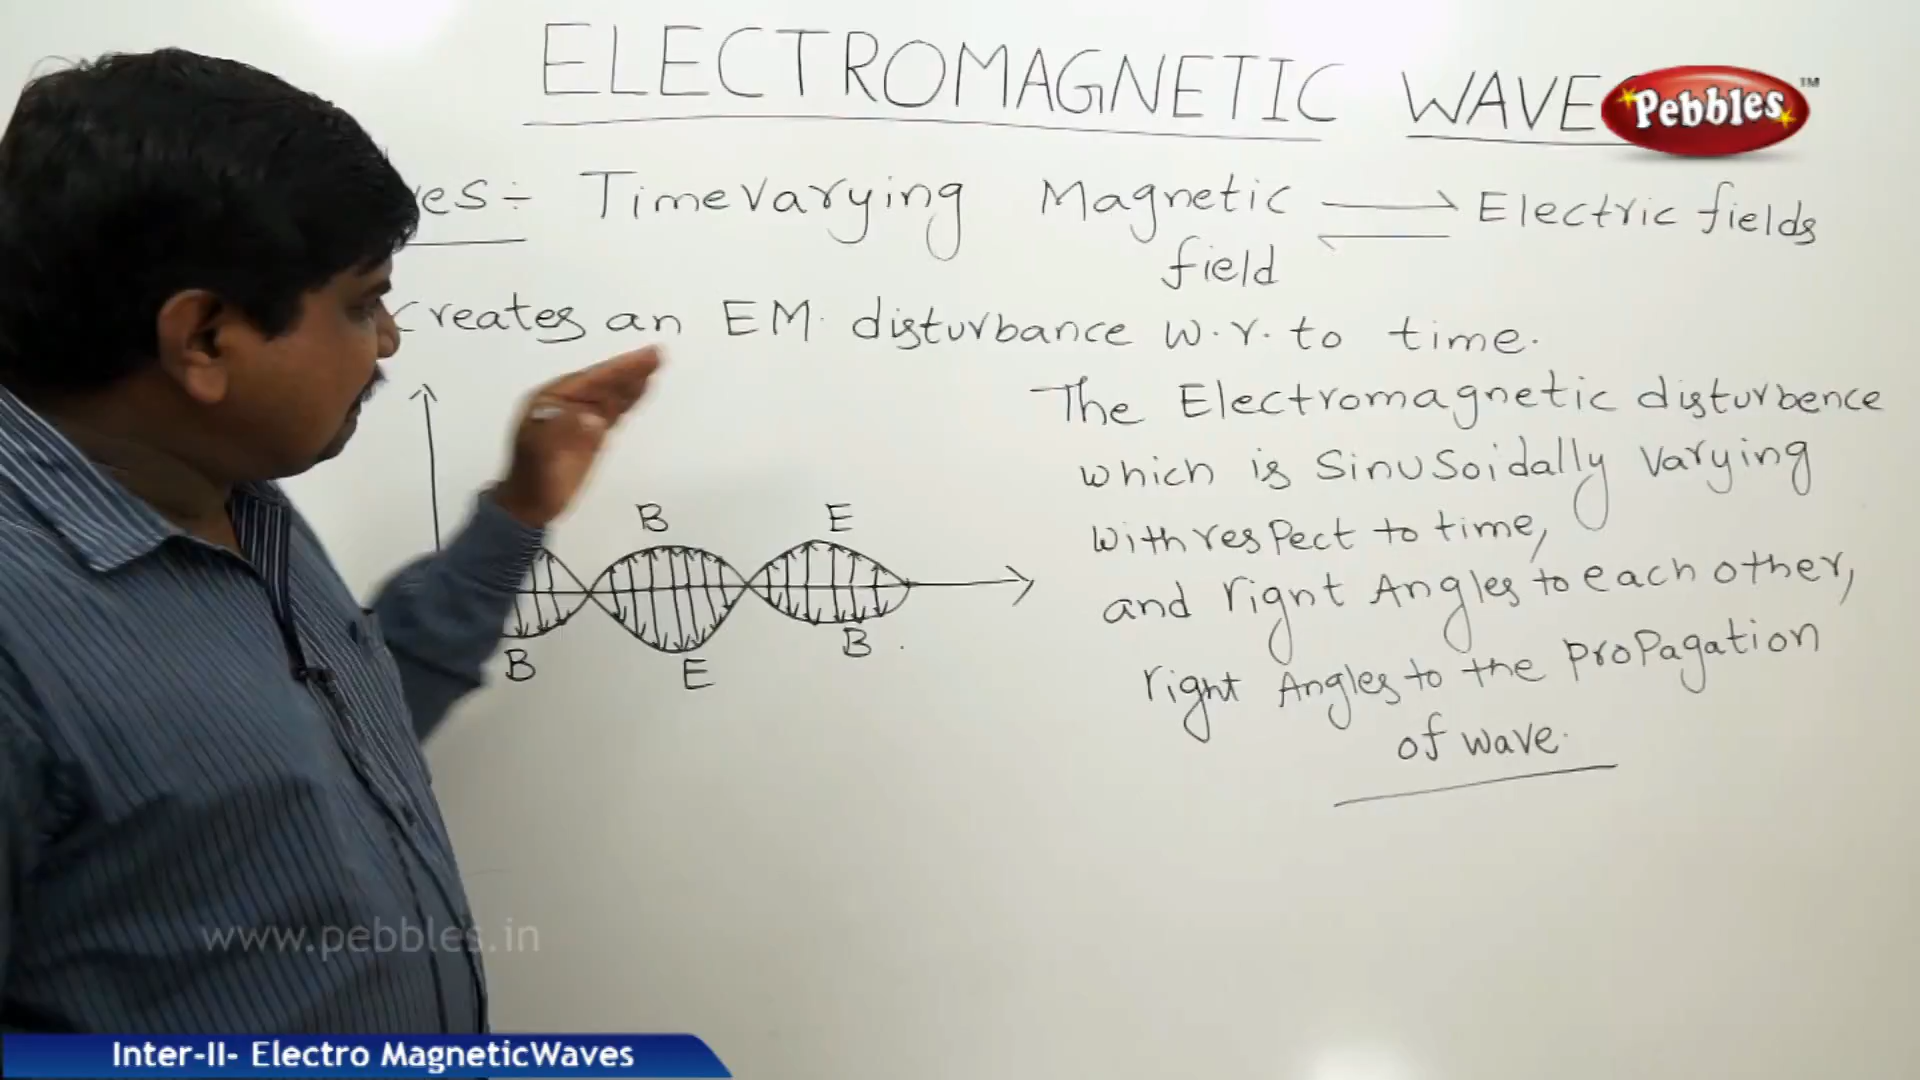 ELECTROMAGNETIC WAVE
Pebbles™
es:- Timevarying Magnetic ⇌ Electric fields
field
creates an EM. disturbance w.r. to time.
The Electromagnetic disturbence
which is sinusoidally varying
with respect to time,
and right Angles to each other,
right Angles to the propagation
of wave.
B E
B E B
www.pebbles.in
Inter-II- Electro MagneticWaves